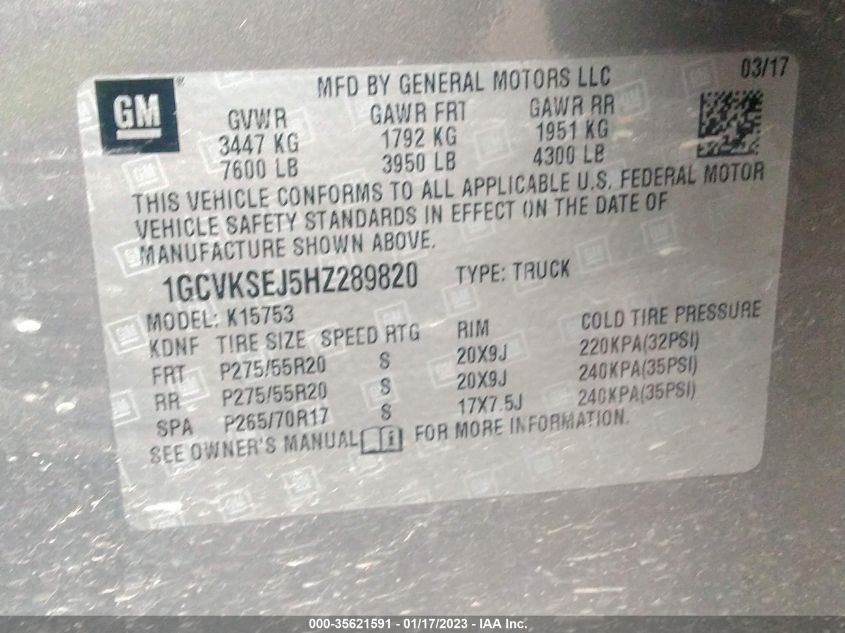 GM ®
MFD BY GENERAL MOTORS LLC 03/17
GVWR GAWR FRT GAWR RR
3447 KG 1792 KG 1951 KG
7600 LB 3950 LB 4300 LB
THIS VEHICLE CONFORMS TO ALL APPLICABLE U.S. FEDERAL MOTOR
VEHICLE SAFETY STANDARDS IN EFFECT ON THE DATE OF
MANUFACTURE SHOWN ABOVE.
1GCVKSEJ5HZ289820 TYPE: TRUCK
MODEL: K15753
KDNF TIRE SIZE SPEED RTG RIM COLD TIRE PRESSURE
FRT P275/55R20 S 20X9J 220KPA(32PSI)
RR P275/55R20 S 20X9J 240KPA(35PSI)
SPA P265/70R17 S 17X7.5J 240KPA(35PSI)
SEE OWNER'S MANUAL FOR MORE INFORMATION.
000-35621591 - 01/17/2023 - IAA Inc.